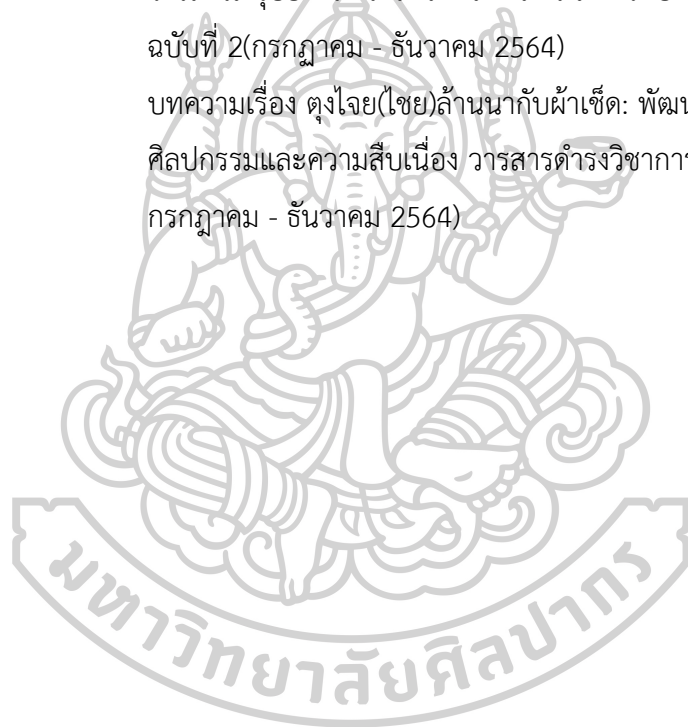 ฉบับที่ 2(กรกฏาคม - ธันวาคม 2564)
บทความเรื่อง ตุงไจย(ไชย)ล้านนากับผ้าเช็ด: พัฒน
ศิลปกรรมและความสืบเนื่อง วารสารดำรงวิชาการ
กรกฎาคม - ธันวาคม 2564)
มหาวิทยาลัยศิลปากร